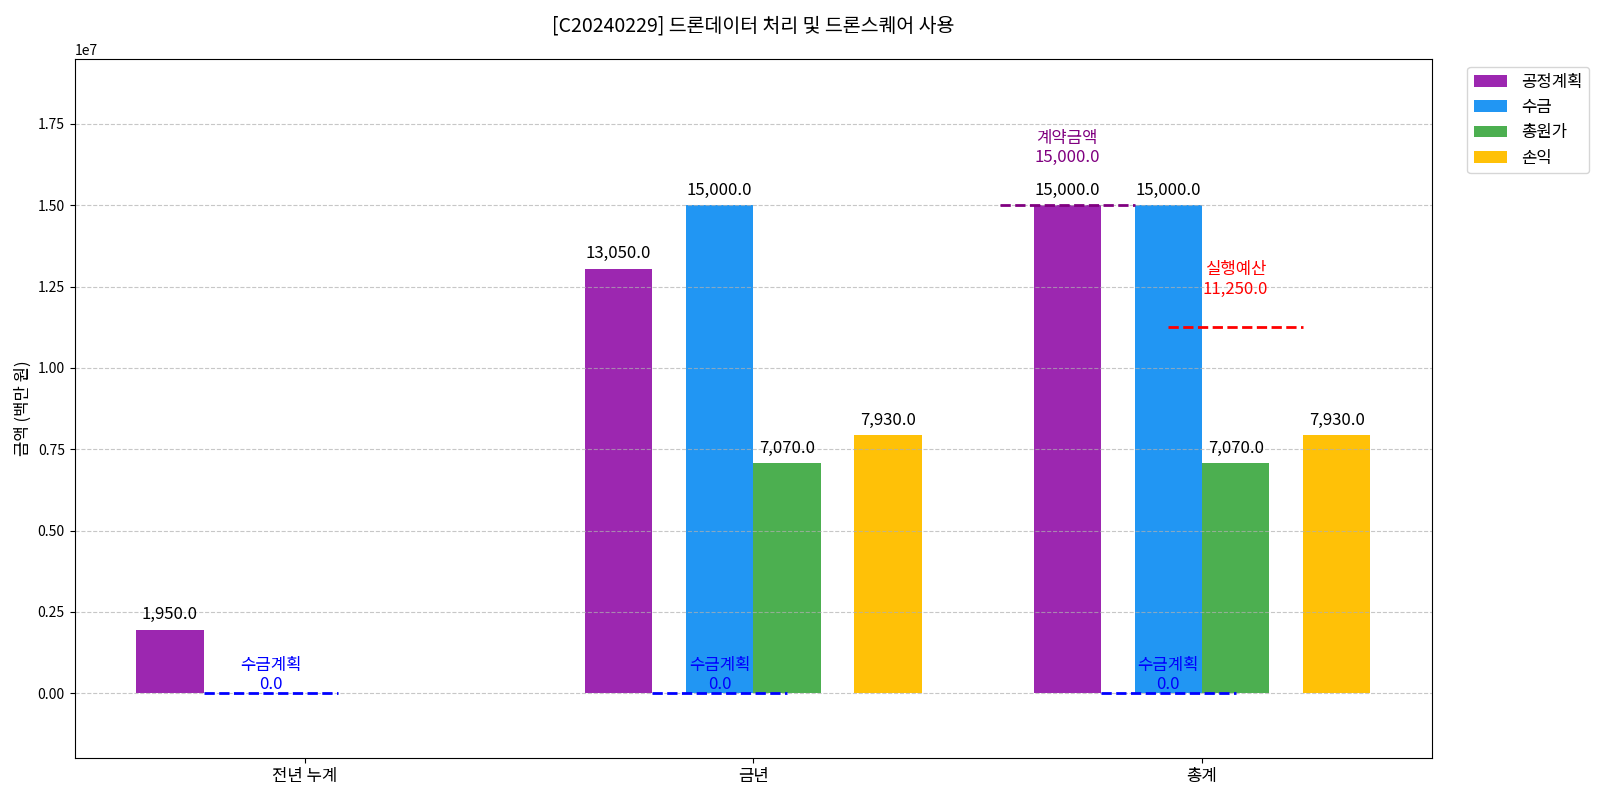 [C20240229] 드론데이터 처리 및 드론스퀘어 사용
1e7
1.75
1.50
1.25
1.00
0.75
0.50
0.25
0.00
금액 (백만 원)
1,950.0
수금계획
0.0
13,050.0
15,000.0
7,070.0
7,930.0
수금계획
0.0
계약금액
15,000.0
15,000.0
15,000.0
실행예산
11,250.0
7,070.0
7,930.0
수금계획
0.0
전년 누계
금년
총계
공정계획
수금
총원가
손익